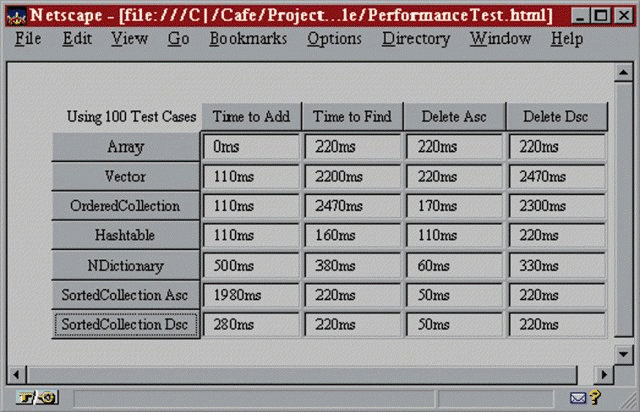 Netscape - [file:///C|/Cafe/Project...le/PerformanceTest.html]
File Edit View Go Bookmarks Options Directory Window Help
Using 100 Test Cases Time to Add Time to Find Delete Asc Delete Dsc
Array 0ms 220ms 220ms 220ms
Vector 110ms 2200ms 220ms 2470ms
OrderedCollection 110ms 2470ms 170ms 2300ms
Hashtable 110ms 160ms 110ms 220ms
NDictionary 500ms 380ms 60ms 330ms
SortedCollection Asc 1980ms 220ms 50ms 220ms
SortedCollection Dsc 280ms 220ms 50ms 220ms